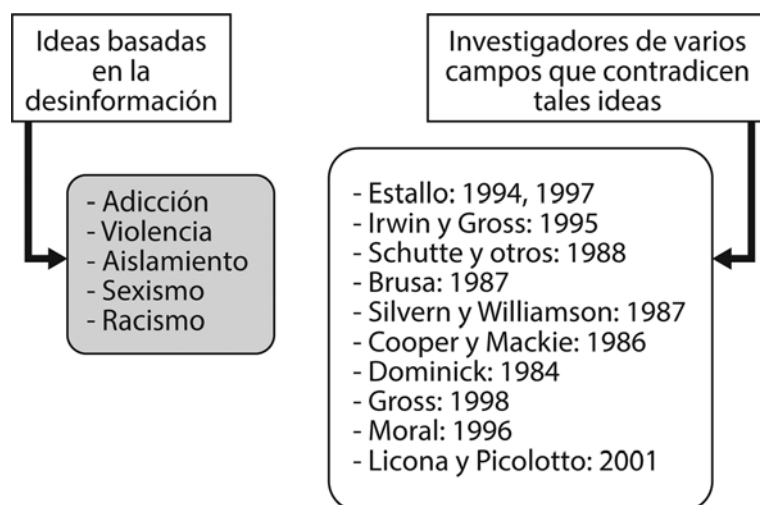 Ideas basadas
en la
desinformación
Investigadores de varios
campos que contradicen
tales ideas
- Adicción
- Violencia
- Aislamiento
- Sexismo
- Racismo
- Estallo: 1994, 1997
- Irwin y Gross: 1995
- Schutte y otros: 1988
- Brusa: 1987
- Silvern y Williamson: 1987
- Cooper y Mackie: 1986
- Dominick: 1984
- Gross: 1998
- Moral: 1996
- Licona y Picolotto: 2001